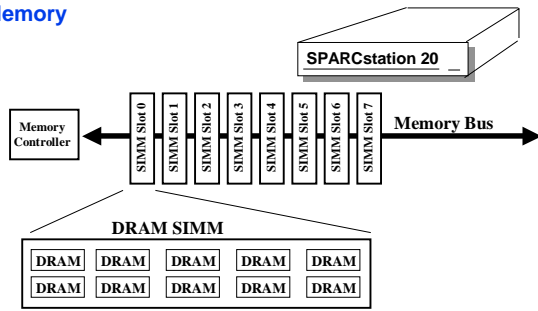 Memory
SPARCstation 20
SIMM Slot 0
SIMM Slot 1
SIMM Slot 2
SIMM Slot 3
SIMM Slot 4
SIMM Slot 5
SIMM Slot 6
SIMM Slot 7
Memory
Controller
Memory Bus
DRAM SIMM
DRAM DRAM DRAM DRAM DRAM
DRAM DRAM DRAM DRAM DRAM